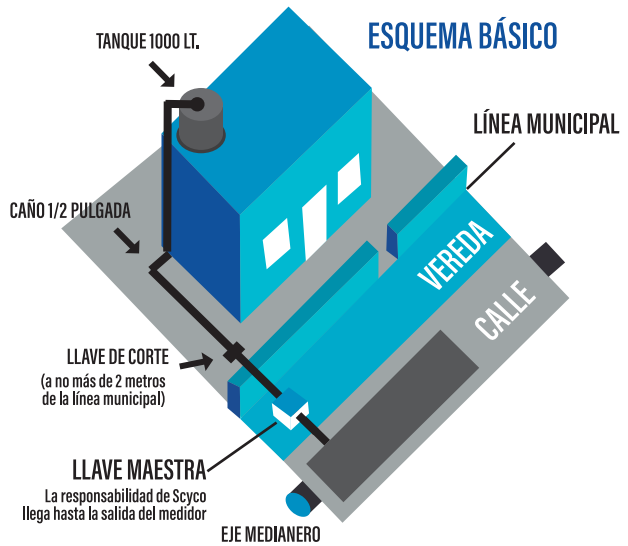 ESQUEMA BÁSICO
TANQUE 1000 LT.
LÍNEA MUNICIPAL
CAÑO 1/2 PULGADA
VEREDA
CALLE
LLAVE DE CORTE
(a no más de 2 metros
de la línea municipal)
LLAVE MAESTRA
La responsabilidad de Scyco
llega hasta la salida del medidor
EJE MEDIANERO